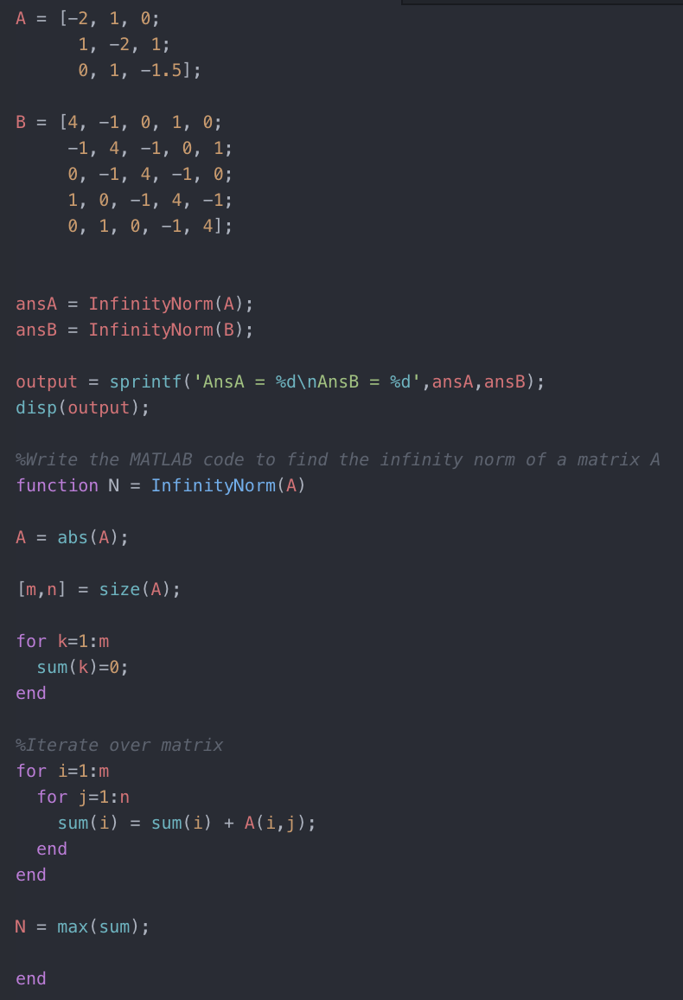 A = [-2, 1, 0;
      1, -2, 1;
      0, 1, -1.5];
B = [4, -1, 0, 1, 0;
     -1, 4, -1, 0, 1;
     0, -1, 4, -1, 0;
     1, 0, -1, 4, -1;
     0, 1, 0, -1, 4];
ansA = InfinityNorm(A);
ansB = InfinityNorm(B);
output = sprintf('AnsA = %d\nAnsB = %d',ansA,ansB);
disp(output);
%Write the MATLAB code to find the infinity norm of a matrix A
function N = InfinityNorm(A)
A = abs(A);
[m,n] = size(A);
for k=1:m
  sum(k)=0;
end
%Iterate over matrix
for i=1:m
  for j=1:n
    sum(i) = sum(i) + A(i,j);
  end
end
N = max(sum);
end